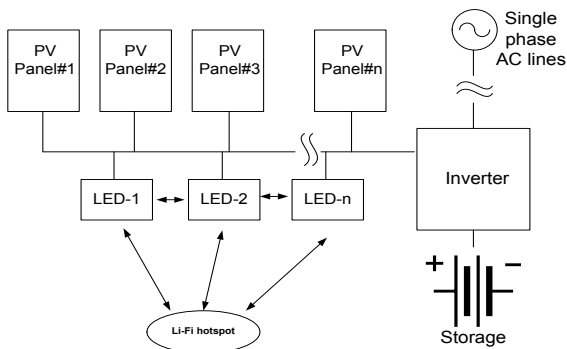 PV
Panel#1
PV
Panel#2
PV
Panel#3
PV
Panel#n
Single
phase
AC lines
LED-1
LED-2
LED-n
Inverter
Li-Fi hotspot
+
−
Storage